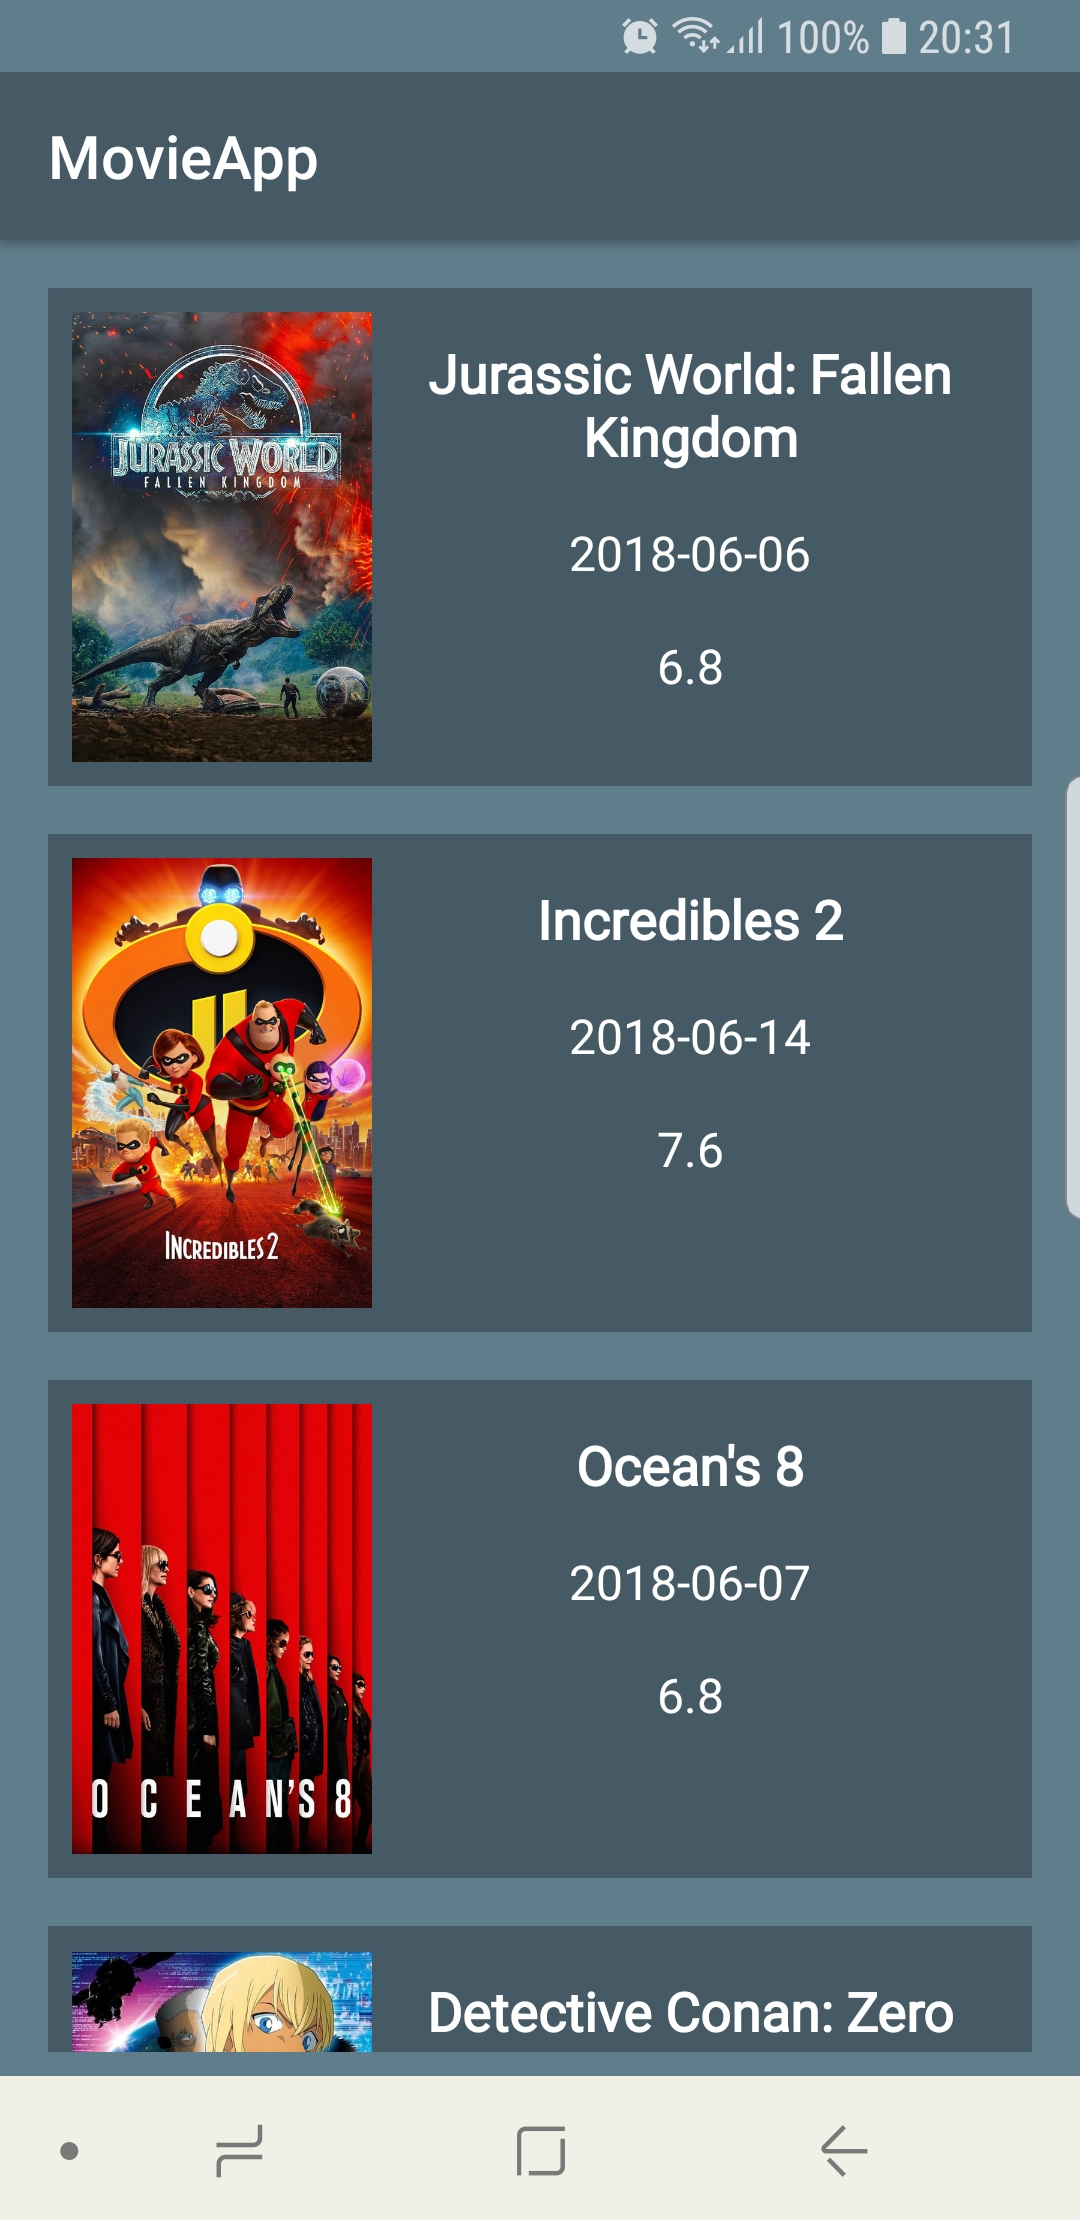 100% 20:31
MovieApp
JURASSIC WORLD
FALLEN KINGDOM
Jurassic World: Fallen
Kingdom
2018-06-06
6.8
INCREDIBLES 2
Incredibles 2
2018-06-14
7.6
OCEAN'S 8
Ocean's 8
2018-06-07
6.8
Detective Conan: Zero